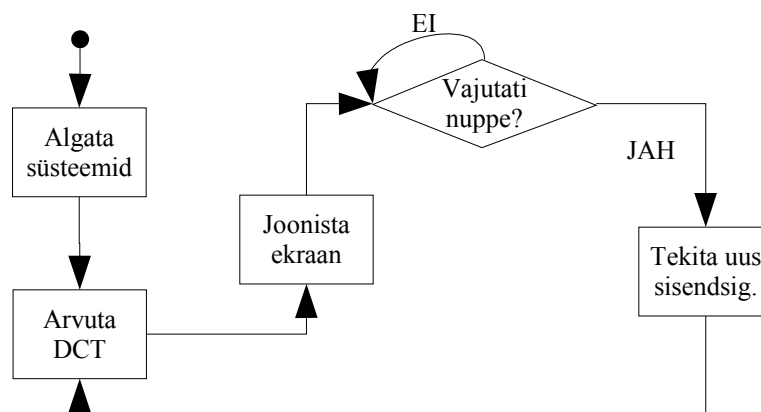 EI
Vajutati
nuppe?
Algata
süsteemid
JAH
Joonista
ekraan
Tekita uus
sisendsig.
Arvuta
DCT